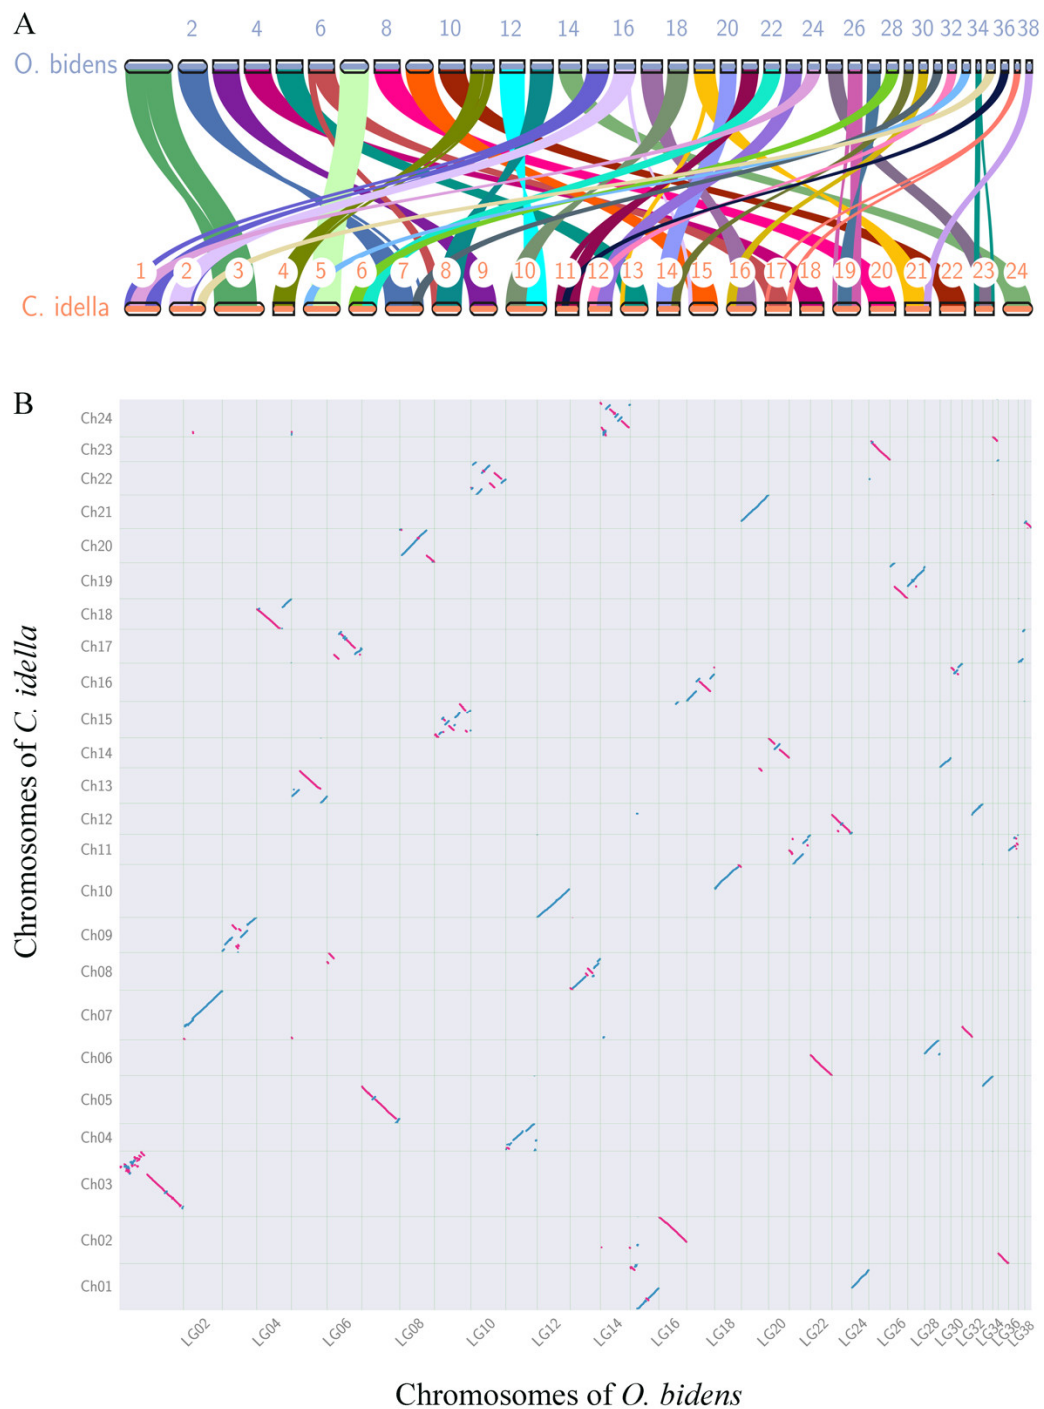 A
2 4 6 8 10 12 14 16 18 20 22 24 26 28 30 32 34 36 38
O. bidens
1 2 3 4 5 6 7 8 9 10 11 12 13 14 15 16 17 18 19 20 21 22 23 24
C. idella
B
Ch24
Ch23
Ch22
Ch21
Ch20
Ch19
Ch18
Ch17
Ch16
Ch15
Ch14
Ch13
Ch12
Ch11
Ch10
Ch09
Ch08
Ch07
Ch06
Ch05
Ch04
Ch03
Ch02
Ch01
Chromosomes of C. idella
LG02 LG04 LG06 LG08 LG10 LG12 LG14 LG16 LG18 LG20 LG22 LG24 LG26 LG28 LG30 LG32 LG34 LG36 LG38
Chromosomes of O. bidens